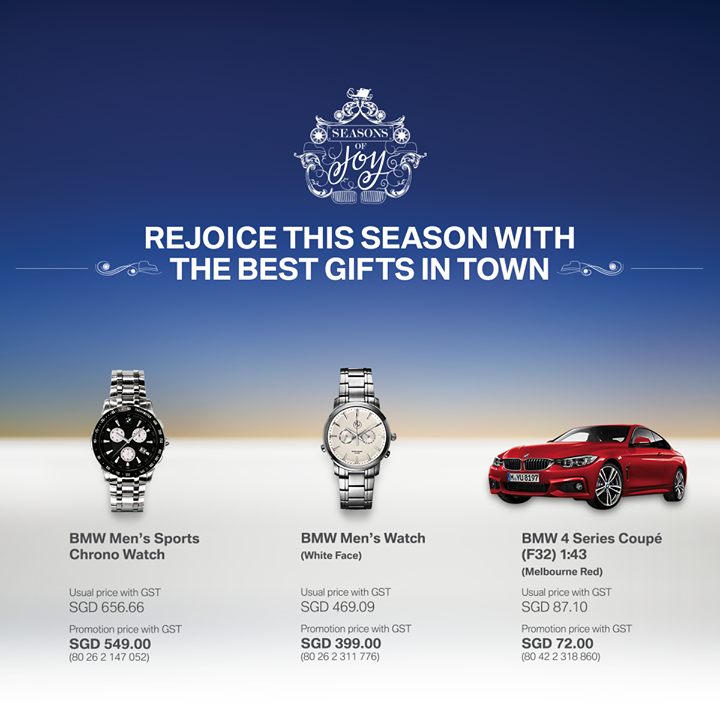 SEASONS
OF
Joy
REJOICE THIS SEASON WITH
THE BEST GIFTS IN TOWN
M·YU 8197
BMW Men's Sports
Chrono Watch
Usual price with GST
SGD 656.66
Promotion price with GST
SGD 549.00
(80 26 2 147 052)
BMW Men's Watch
(White Face)
Usual price with GST
SGD 469.09
Promotion price with GST
SGD 399.00
(80 26 2 311 776)
BMW 4 Series Coupé
(F32) 1:43
(Melbourne Red)
Usual price with GST
SGD 87.10
Promotion price with GST
SGD 72.00
(80 42 2 318 860)